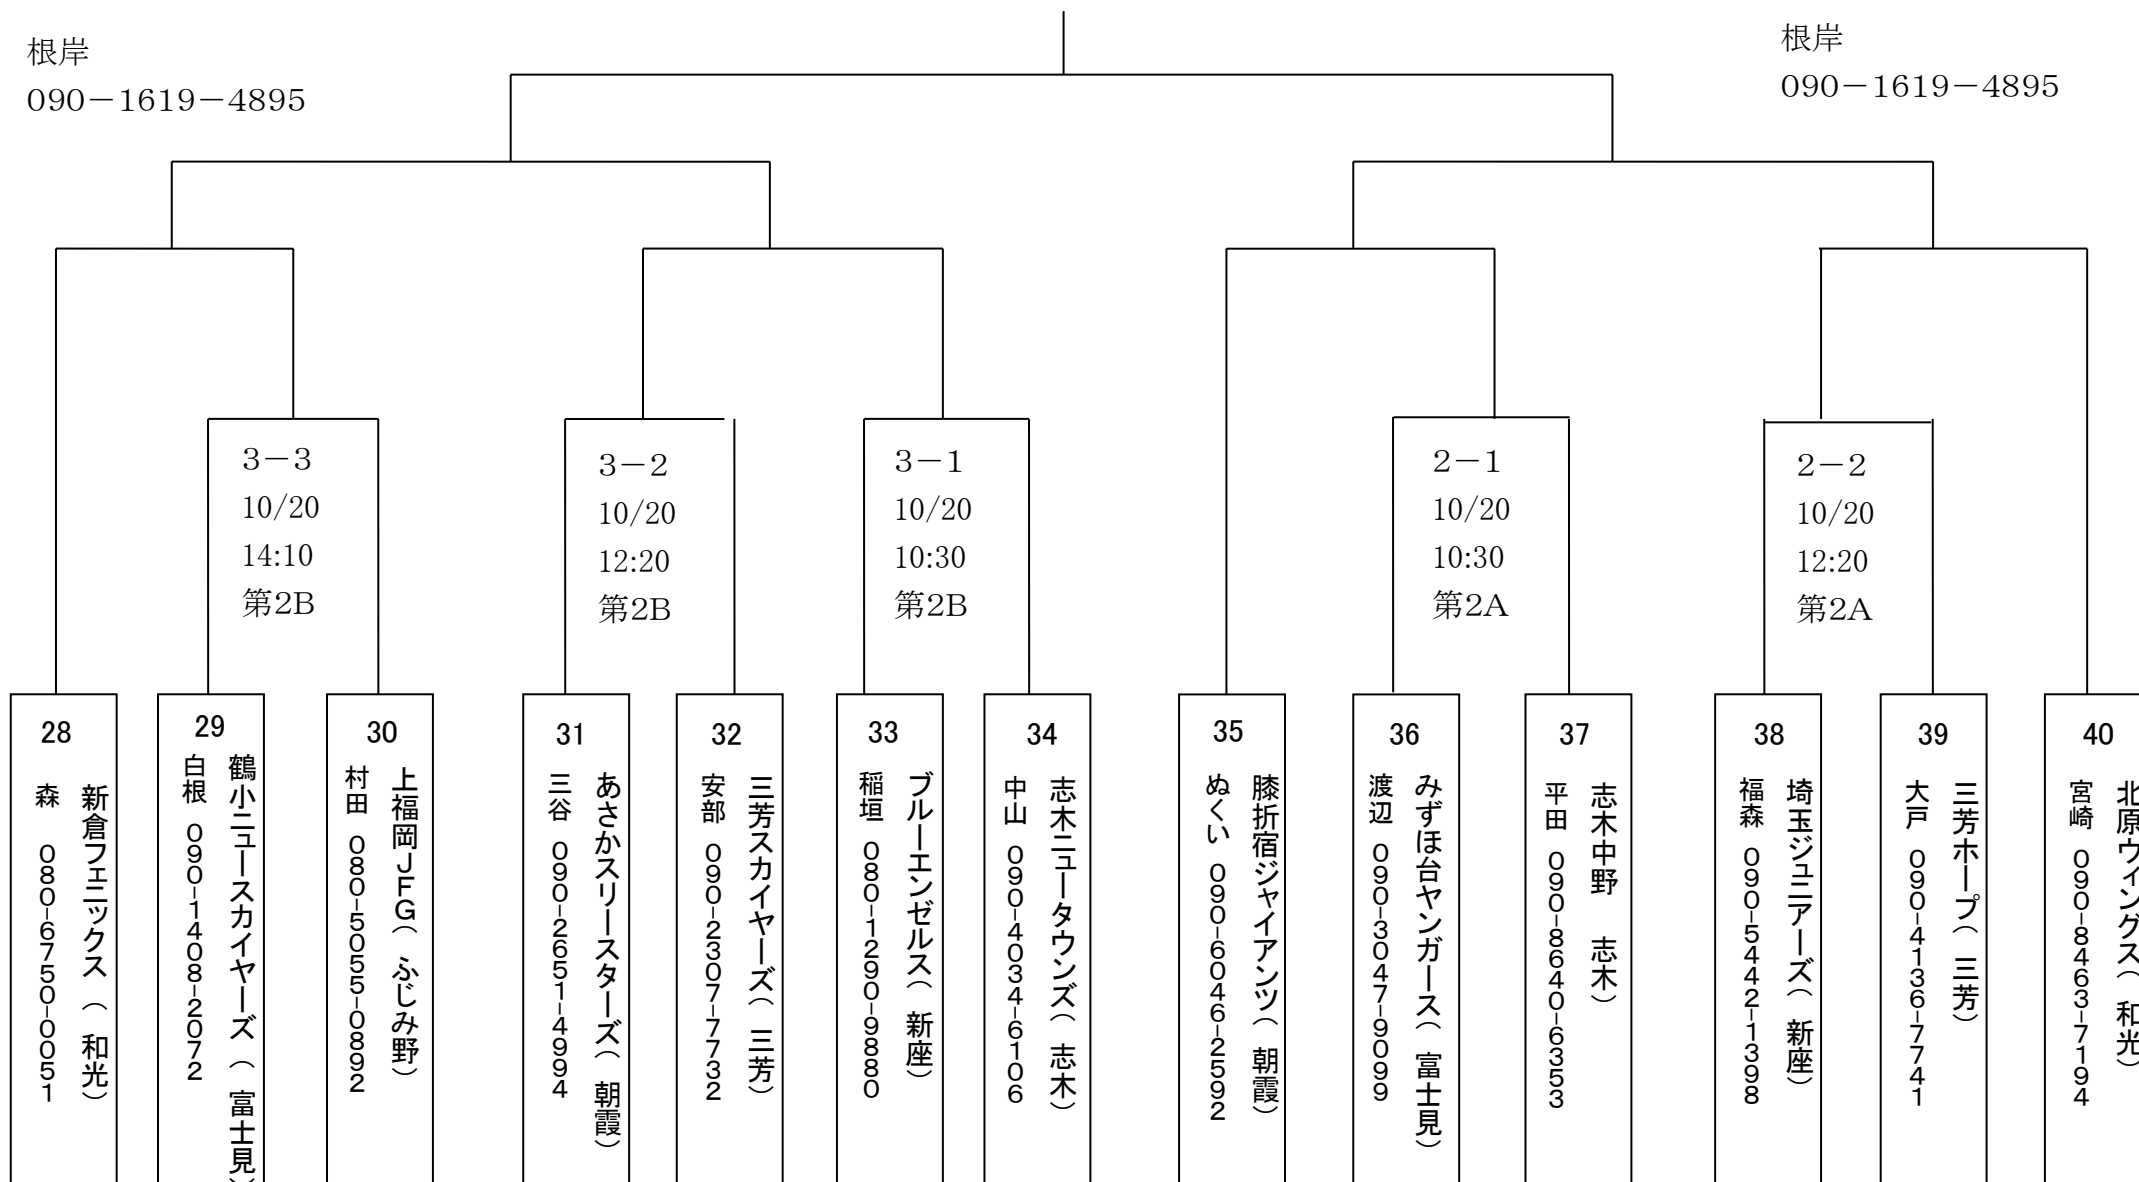 根岸
090－1619－4895
根岸
090－1619－4895
3－3
10/20
14:10
第2B
3－2
10/20
12:20
第2B
3－1
10/20
10:30
第2B
2－1
10/20
10:30
第2A
2－2
10/20
12:20
第2A
28
新倉フェニックス（和光）
森　080-6750-0051
29
鶴小ニュースカイヤーズ（富士見）
白根　090-1408-2072
30
上福岡JFG（ふじみ野）
村田　080-5055-0892
31
あさかスリースターズ（朝霞）
三谷　090-2651-4994
32
三芳スカイヤーズ（三芳）
安部　090-2307-7732
33
ブルーエンゼルス（新座）
稲垣　080-1290-9880
34
志木ニュータウンズ（志木）
中山　090-4034-6106
35
膝折宿ジャイアンツ（朝霞）
ぬくい　090-6046-2592
36
みずほ台ヤンガース（富士見）
渡辺　090-3047-9099
37
志木中野　志木）
平田　090-8640-6353
38
埼玉ジュニアーズ（新座）
福森　090-5442-1398
39
三芳ホープ（三芳）
大戸　090-4136-7741
40
北原ウィングス（和光）
宮崎　090-8463-7194